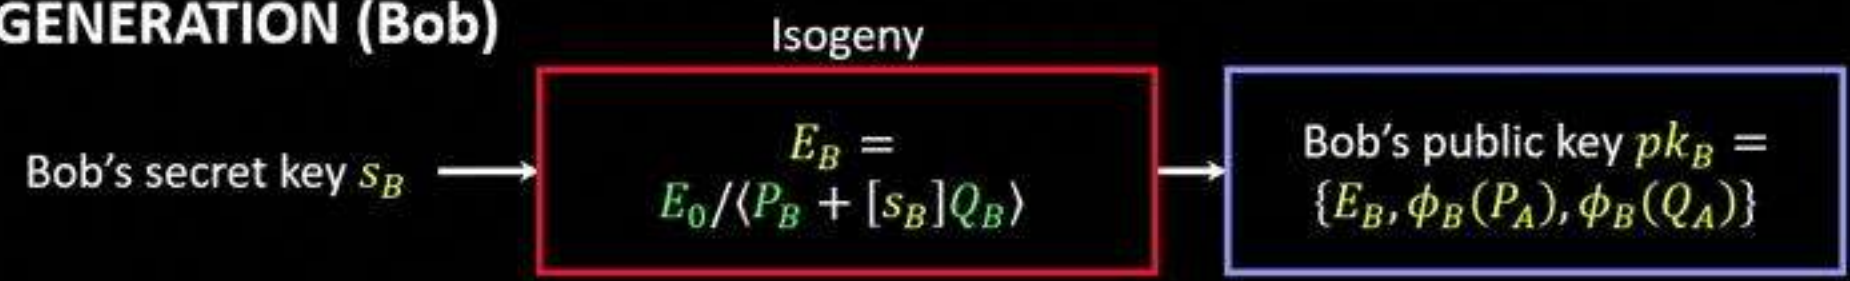 GENERATION (Bob)
Isogeny
Bob's secret key s_B
E_B =
E_0/⟨P_B + [s_B]Q_B⟩
Bob's public key pk_B =
{E_B, ϕ_B(P_A), ϕ_B(Q_A)}